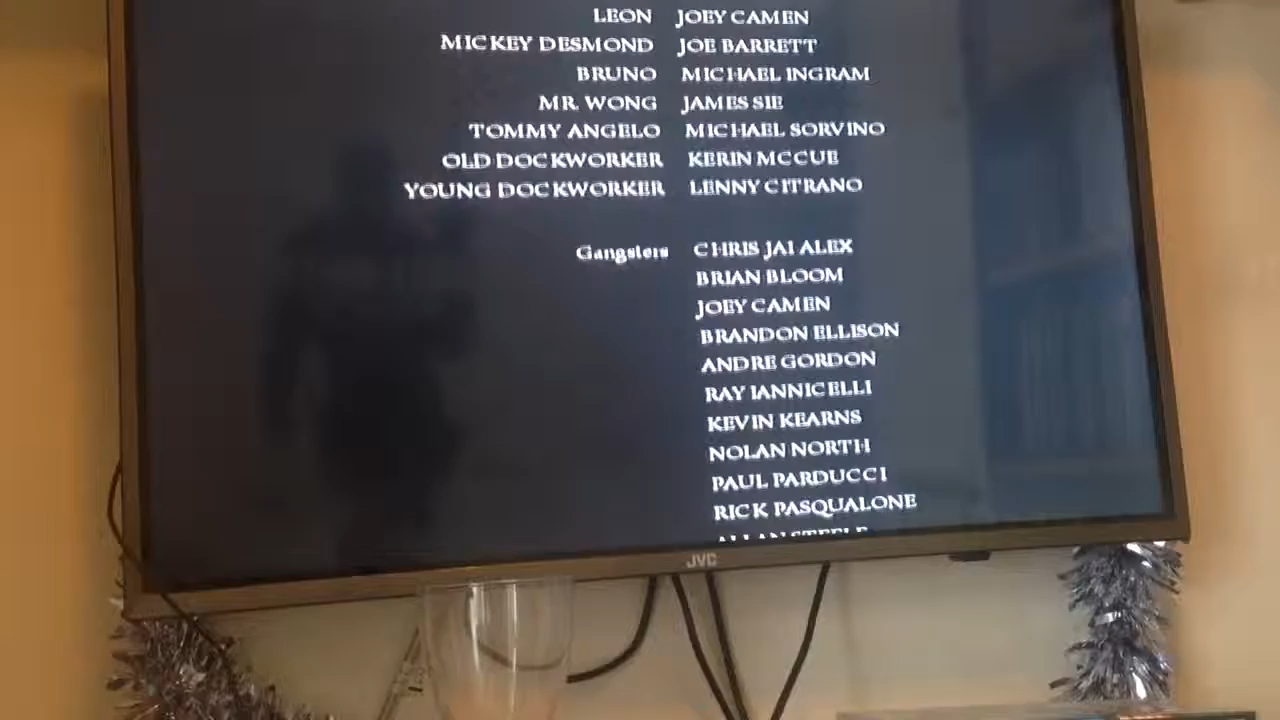 LEON JOEY CAMEN
MICKEY DESMOND JOE BARRETT
BRUNO MICHAEL INGRAM
MR. WONG JAMES SIE
TOMMY ANGELO MICHAEL SORVINO
OLD DOCKWORKER KERIN MCCUE
YOUNG DOCKWORKER LENNY CITRANO
Gangsters CHRIS JAI ALEX
BRIAN BLOOM
JOEY CAMEN
BRANDON ELLISON
ANDRE GORDON
RAY IANNICELLI
KEVIN KEARNS
NOLAN NORTH
PAUL PARDUCCI
RICK PASQUALONE
ALLAN STEELE
JVC